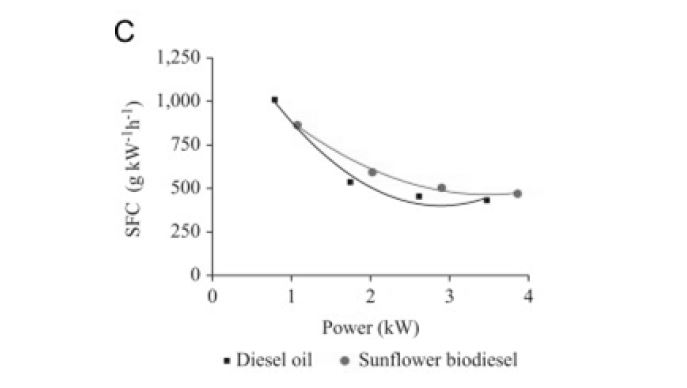 C
1,250
1,000
750
500
250
0
SFC (g kW-1h-1)
0 1 2 3 4
Power (kW)
Diesel oil Sunflower biodiesel